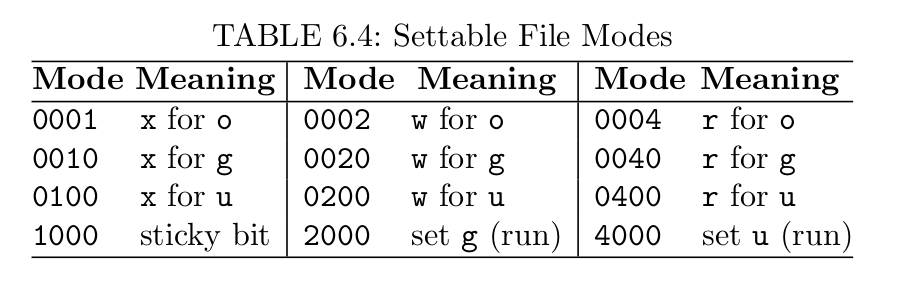 TABLE 6.4: Settable File Modes
Mode Meaning Mode Meaning Mode Meaning
0001 x for o 0002 w for o 0004 r for o
0010 x for g 0020 w for g 0040 r for g
0100 x for u 0200 w for u 0400 r for u
1000 sticky bit 2000 set g (run) 4000 set u (run)